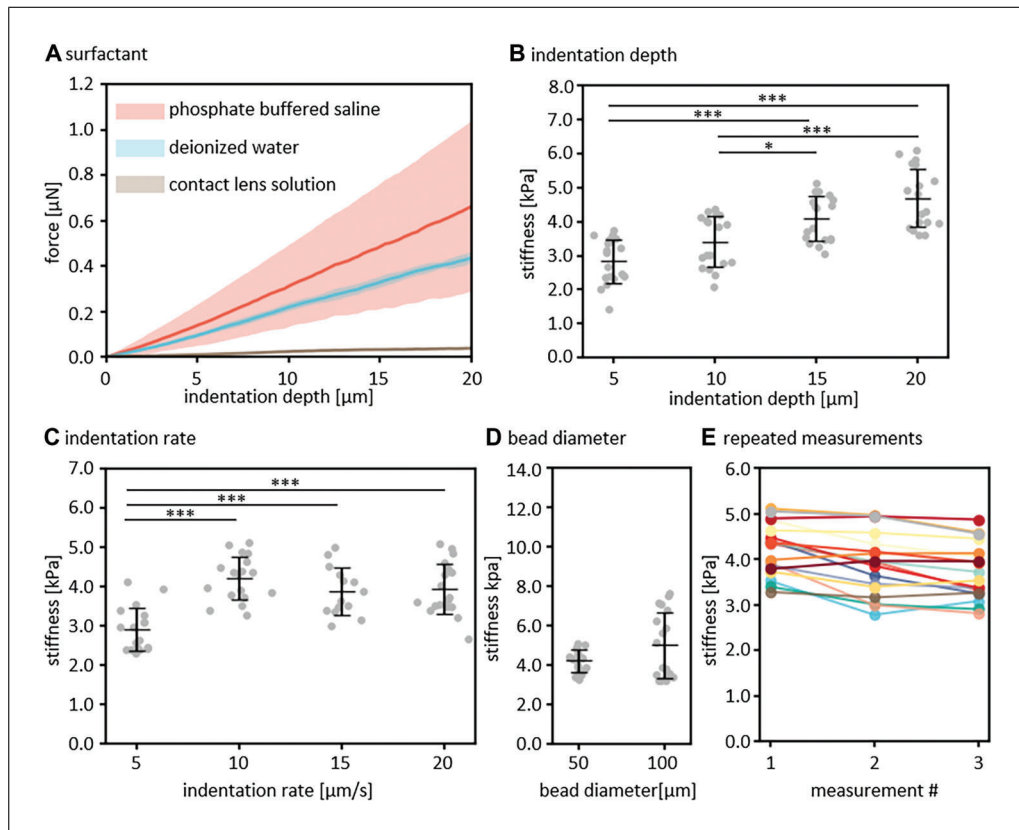 A surfactant
1.2
1.0
0.8
0.6
0.4
0.2
0.0
force [µN]
phosphate buffered saline
deionized water
contact lens solution
0 5 10 15 20
indentation depth [µm]
B indentation depth
8.0
7.0
6.0
5.0
4.0
3.0
2.0
1.0
0.0
stiffness [kPa]
***
***
***
*
5 10 15 20
indentation depth [µm]
C indentation rate
7.0
6.0
5.0
4.0
3.0
2.0
1.0
0.0
stiffness [kPa]
***
***
***
5 10 15 20
indentation rate [µm/s]
D bead diameter
14.0
12.0
10.0
8.0
6.0
4.0
2.0
0.0
stiffness [kPa]
50 100
bead diameter[µm]
E repeated measurements
6.0
5.0
4.0
3.0
2.0
1.0
0.0
stiffness [kPa]
1 2 3
measurement #